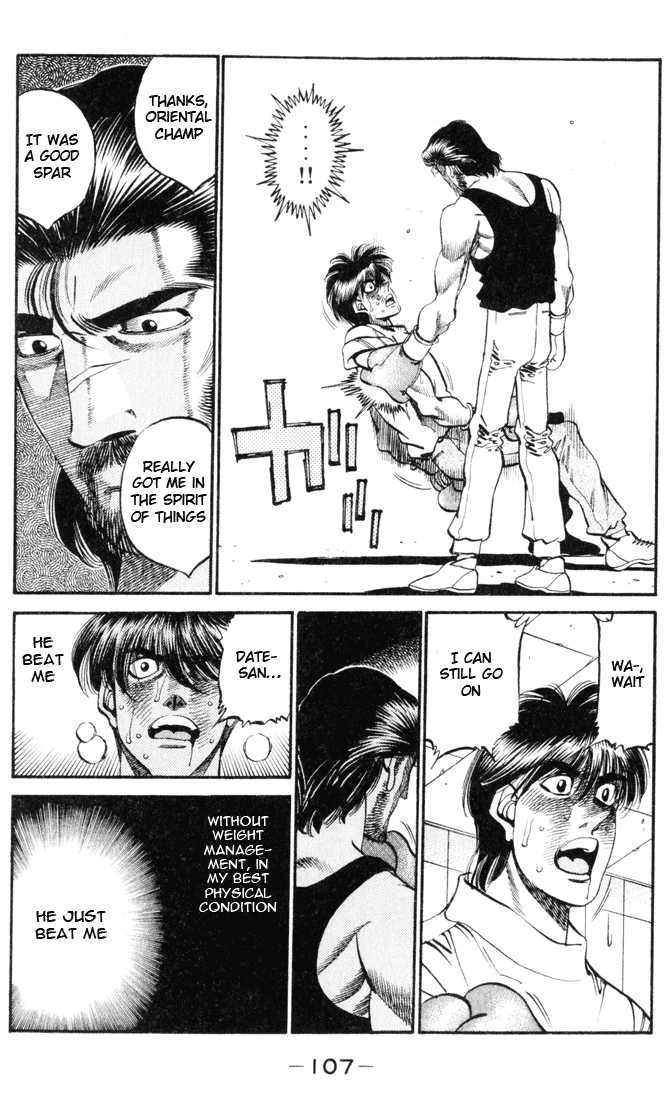 ......
!!
THANKS,
ORIENTAL
CHAMP
IT WAS
A GOOD
SPAR
REALLY
GOT ME IN
THE SPIRIT
OF THINGS
WA-,
WAIT
I CAN
STILL GO
ON
DATE-
SAN...
HE
BEAT
ME
WITHOUT
WEIGHT
MANAGE-
MENT, IN
MY BEST
PHYSICAL
CONDITION
HE JUST
BEAT ME
—107—